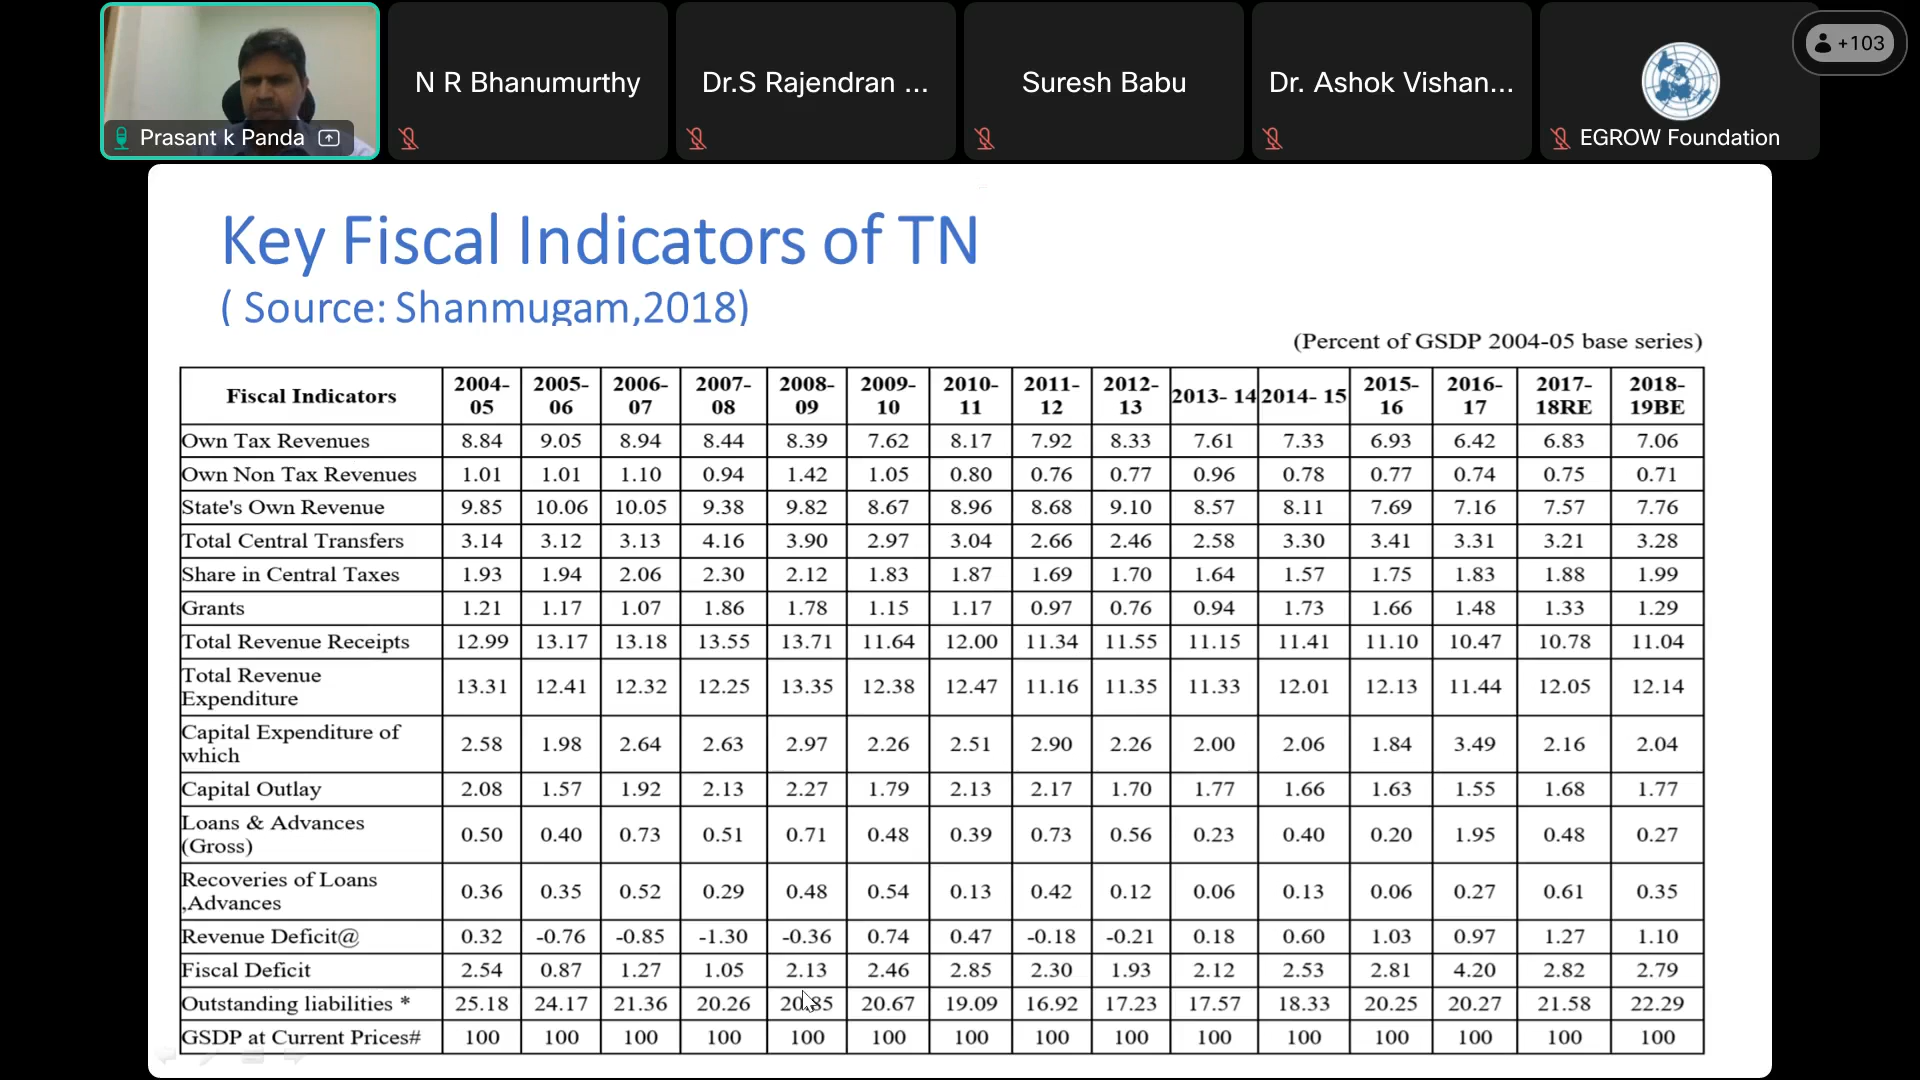 +103
N R Bhanumurthy
Dr.S Rajendran ...
Suresh Babu
Dr. Ashok Vishan...
Prasant k Panda
EGROW Foundation
Key Fiscal Indicators of TN
( Source: Shanmugam,2018)
(Percent of GSDP 2004-05 base series)
Fiscal Indicators 2004-05 2005-06 2006-07 2007-08 2008-09 2009-10 2010-11 2011-12 2012-13 2013- 14 2014- 15 2015-16 2016-17 2017-18RE 2018-19BE
Own Tax Revenues 8.84 9.05 8.94 8.44 8.39 7.62 8.17 7.92 8.33 7.61 7.33 6.93 6.42 6.83 7.06
Own Non Tax Revenues 1.01 1.01 1.10 0.94 1.42 1.05 0.80 0.76 0.77 0.96 0.78 0.77 0.74 0.75 0.71
State's Own Revenue 9.85 10.06 10.05 9.38 9.82 8.67 8.96 8.68 9.10 8.57 8.11 7.69 7.16 7.57 7.76
Total Central Transfers 3.14 3.12 3.13 4.16 3.90 2.97 3.04 2.66 2.46 2.58 3.30 3.41 3.31 3.21 3.28
Share in Central Taxes 1.93 1.94 2.06 2.30 2.12 1.83 1.87 1.69 1.70 1.64 1.57 1.75 1.83 1.88 1.99
Grants 1.21 1.17 1.07 1.86 1.78 1.15 1.17 0.97 0.76 0.94 1.73 1.66 1.48 1.33 1.29
Total Revenue Receipts 12.99 13.17 13.18 13.55 13.71 11.64 12.00 11.34 11.55 11.15 11.41 11.10 10.47 10.78 11.04
Total Revenue Expenditure 13.31 12.41 12.32 12.25 13.35 12.38 12.47 11.16 11.35 11.33 12.01 12.13 11.44 12.05 12.14
Capital Expenditure of which 2.58 1.98 2.64 2.63 2.97 2.26 2.51 2.90 2.26 2.00 2.06 1.84 3.49 2.16 2.04
Capital Outlay 2.08 1.57 1.92 2.13 2.27 1.79 2.13 2.17 1.70 1.77 1.66 1.63 1.55 1.68 1.77
Loans & Advances (Gross) 0.50 0.40 0.73 0.51 0.71 0.48 0.39 0.73 0.56 0.23 0.40 0.20 1.95 0.48 0.27
Recoveries of Loans ,Advances 0.36 0.35 0.52 0.29 0.48 0.54 0.13 0.42 0.12 0.06 0.13 0.06 0.27 0.61 0.35
Revenue Deficit@ 0.32 -0.76 -0.85 -1.30 -0.36 0.74 0.47 -0.18 -0.21 0.18 0.60 1.03 0.97 1.27 1.10
Fiscal Deficit 2.54 0.87 1.27 1.05 2.13 2.46 2.85 2.30 1.93 2.12 2.53 2.81 4.20 2.82 2.79
Outstanding liabilities * 25.18 24.17 21.36 20.26 20.67 19.09 16.92 17.23 17.57 18.33 20.25 20.27 21.58 22.29
GSDP at Current Prices# 100 100 100 100 100 100 100 100 100 100 100 100 100 100 100